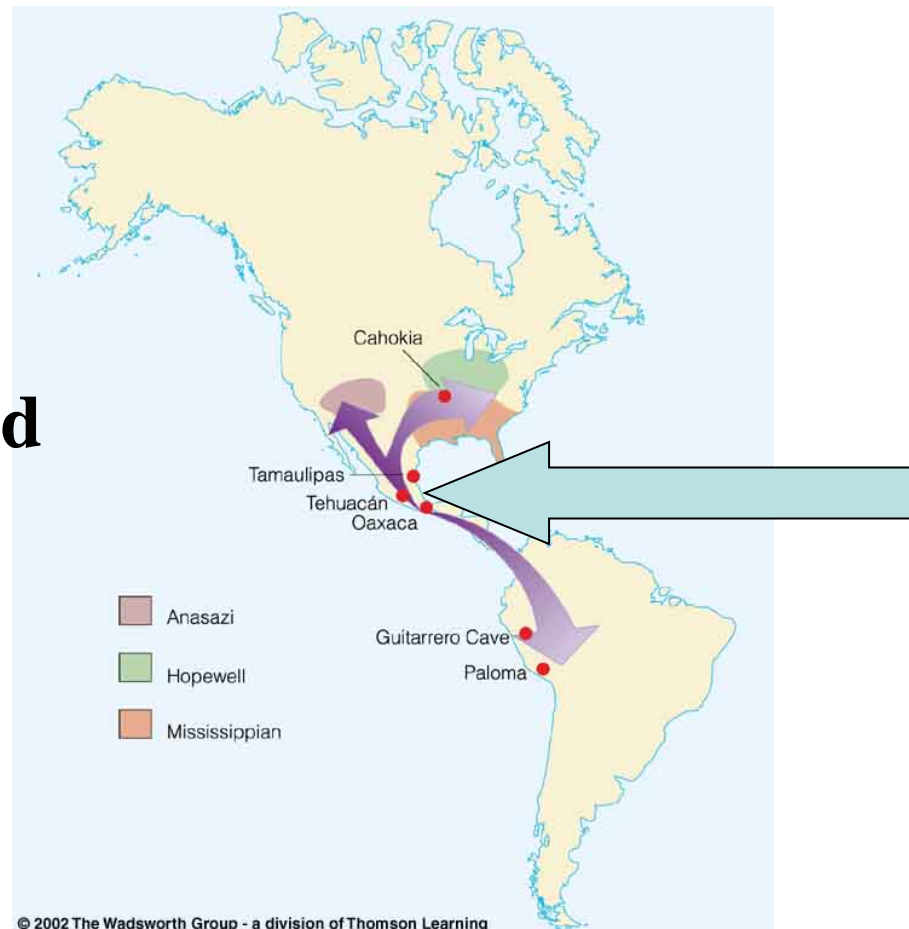 Cahokia
d
Tamaulipas
Tehuacán
Oaxaca
Anasazi
Guitarrero Cave
Hopewell
Paloma
Mississippian
© 2002 The Wadsworth Group - a division of Thomson Learning